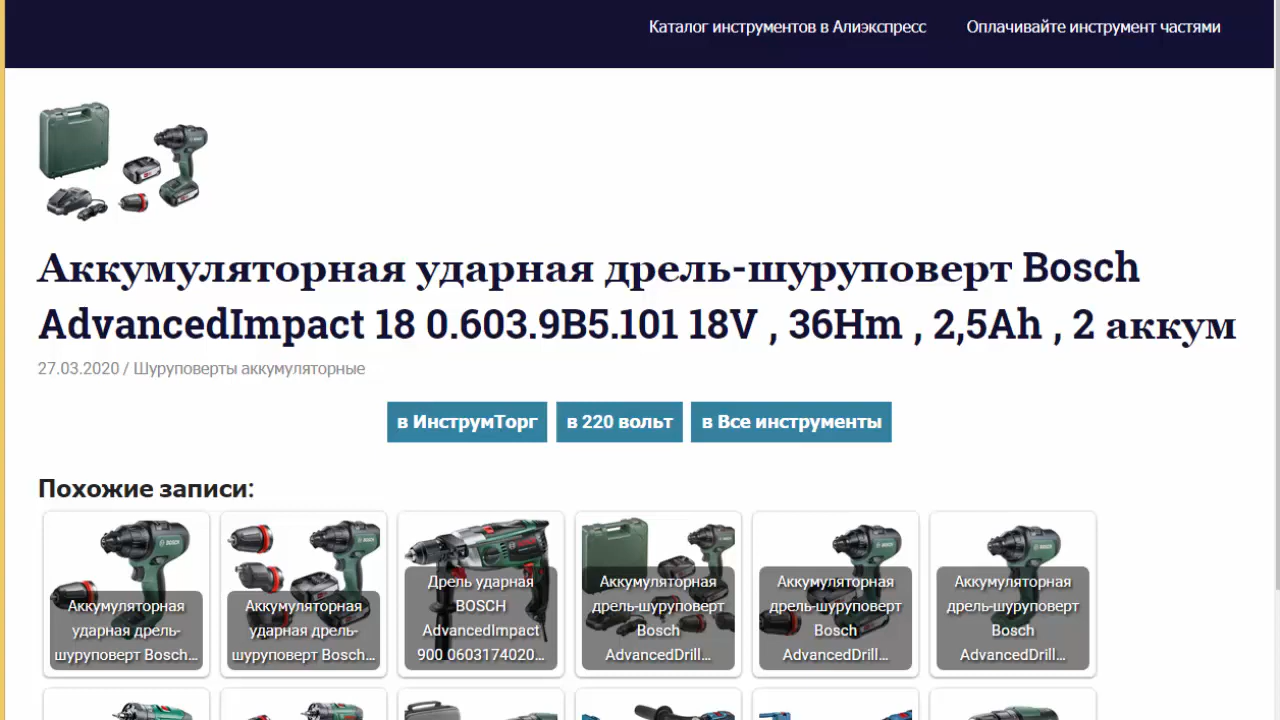 Каталог инструментов в Алиэкспресс
Оплачивайте инструмент частями
Аккумуляторная ударная дрель-шуруповерт Bosch
AdvancedImpact 18 0.603.9B5.101 18V , 36Hm , 2,5Ah , 2 аккум
27.03.2020 / Шуруповерты аккумуляторные
в ИнструмТорг
в 220 вольт
в Все инструменты
Похожие записи:
Аккумуляторная
ударная дрель-
шуруповерт Bosch...
Аккумуляторная
ударная дрель-
шуруповерт Bosch...
Дрель ударная
BOSCH
AdvancedImpact
900 0603174020...
Аккумуляторная
дрель-шуруповерт
Bosch
AdvancedDrill...
Аккумуляторная
дрель-шуруповерт
Bosch
AdvancedDrill...
Аккумуляторная
дрель-шуруповерт
Bosch
AdvancedDrill...